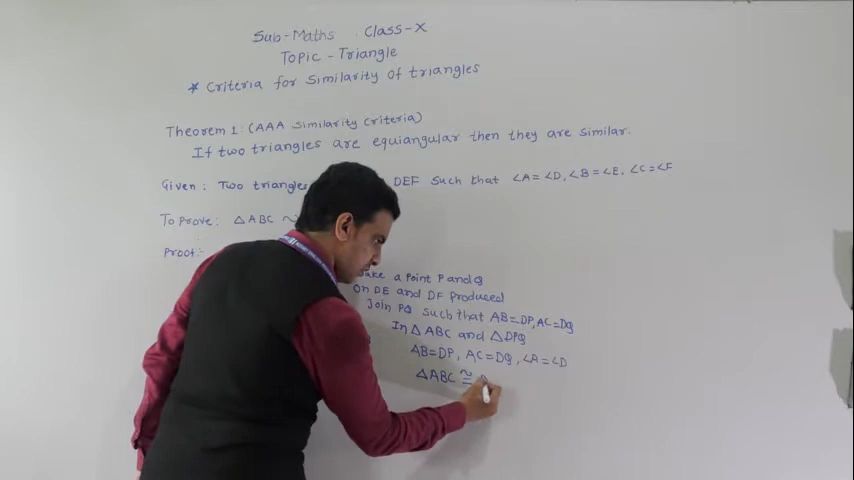 Sub-Maths Class-X
Topic - Triangle
* Criteria for Similarity of triangles
Theorem 1: (AAA Similarity Criteria)
If two triangles are equiangular then they are similar.
Given: Two triangles DEF Such that ∠A=∠D, ∠B=∠E, ∠C=∠F
To Prove: △ABC ~
Proof:-
Take a Point P and Q
on DE and DF Produced
Join PQ such that AB=DP, AC=DQ
In △ABC and △DPQ
AB=DP, AC=DQ, ∠A=∠D
△ABC ≅